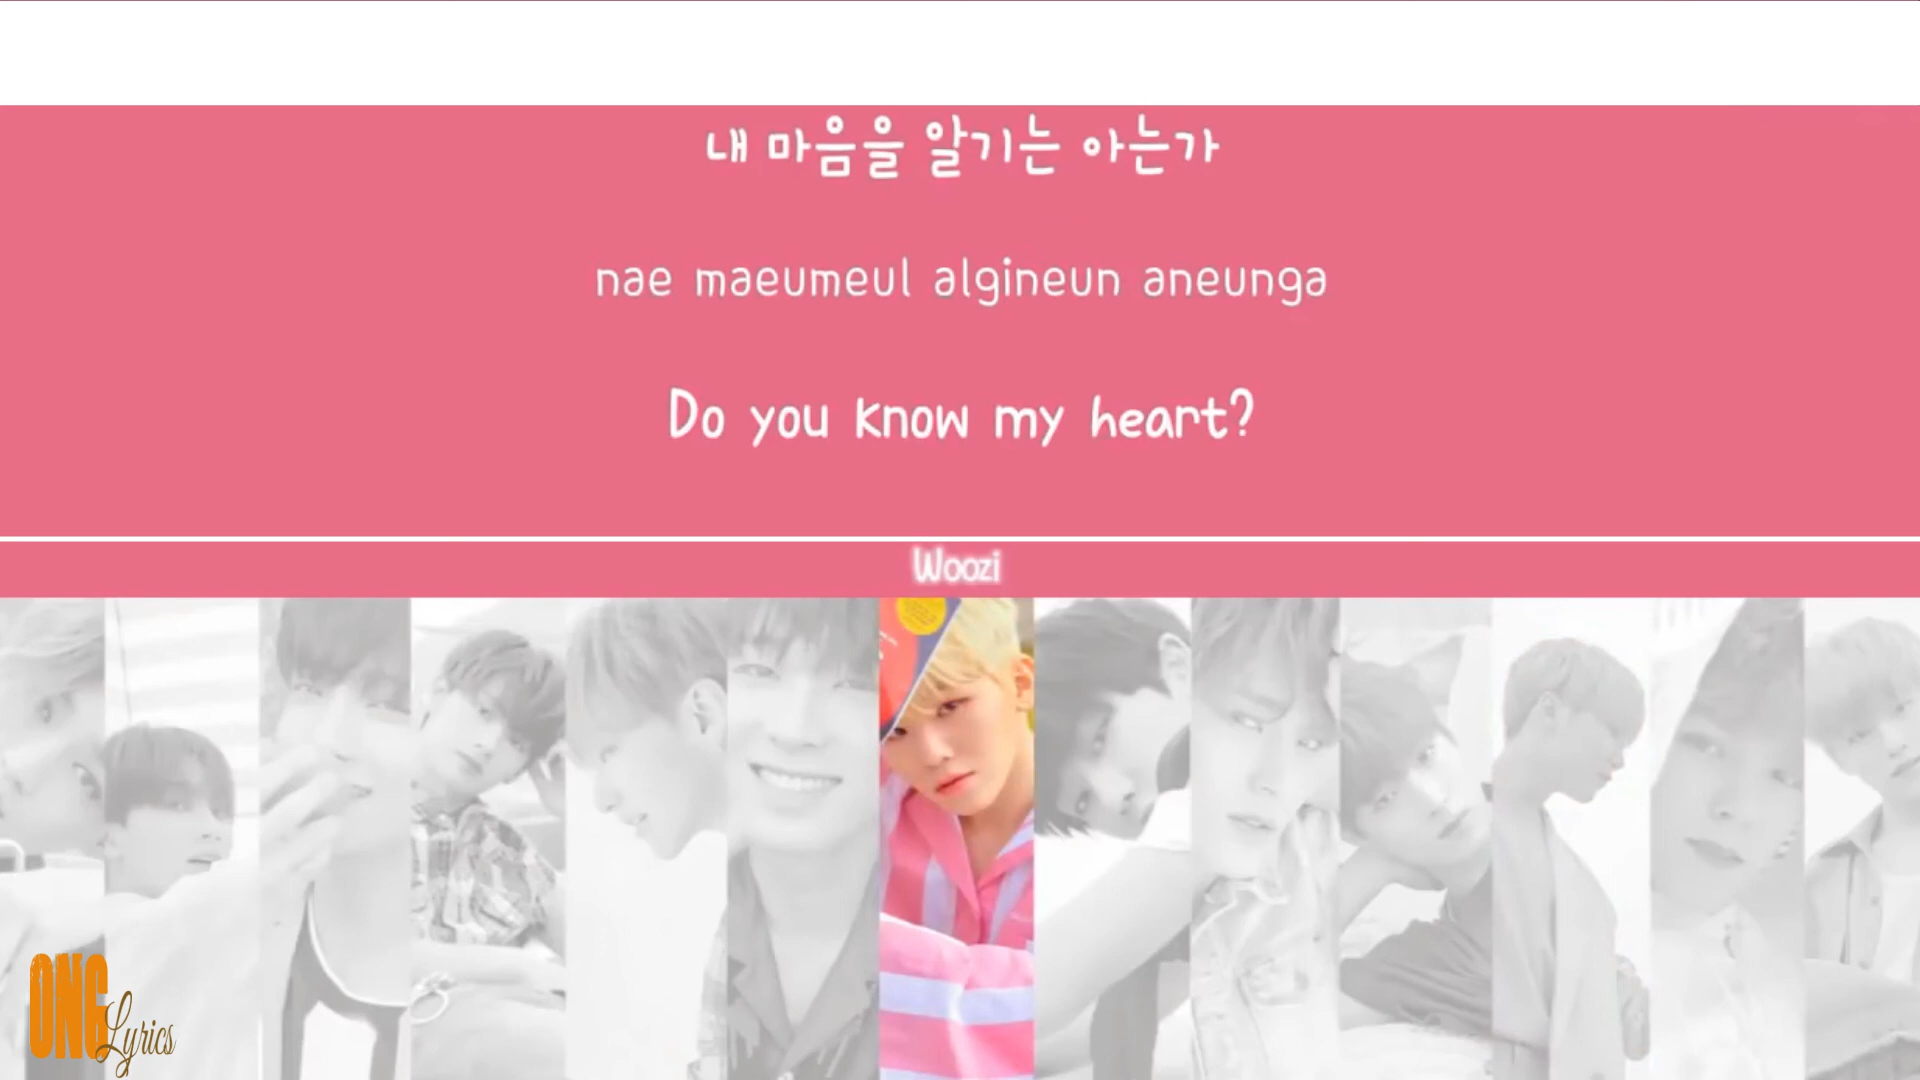 내 마음을 알기는 아는가
nae maeumeul algineun aneunga
Do you know my heart?
Woozi
ONG
Lyrics